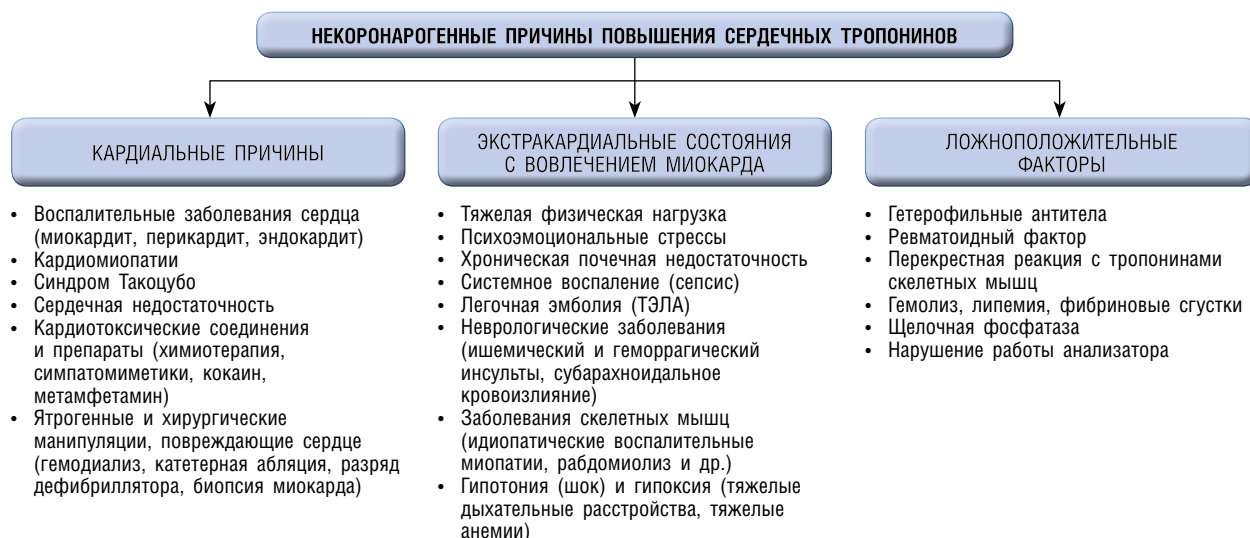 НЕКОРОНАРОГЕННЫЕ ПРИЧИНЫ ПОВЫШЕНИЯ СЕРДЕЧНЫХ ТРОПОНИНОВ
КАРДИАЛЬНЫЕ ПРИЧИНЫ
• Воспалительные заболевания сердца
(миокардит, перикардит, эндокардит)
• Кардиомиопатии
• Синдром Такоцубо
• Сердечная недостаточность
• Кардиотоксические соединения
и препараты (химиотерапия,
симпатомиметики, кокаин,
метамфетамин)
• Ятрогенные и хирургические
манипуляции, повреждающие сердце
(гемодиализ, катетерная абляция, разряд
дефибриллятора, биопсия миокарда)
ЭКСТРАКАРДИАЛЬНЫЕ СОСТОЯНИЯ
С ВОВЛЕЧЕНИЕМ МИОКАРДА
• Тяжелая физическая нагрузка
• Психоэмоциональные стрессы
• Хроническая почечная недостаточность
• Системное воспаление (сепсис)
• Легочная эмболия (ТЭЛА)
• Неврологические заболевания
(ишемический и геморрагический
инсульты, субарахноидальное
кровоизлияние)
• Заболевания скелетных мышц
(идиопатические воспалительные
миопатии, рабдомиолиз и др.)
• Гипотония (шок) и гипоксия (тяжелые
дыхательные расстройства, тяжелые
анемии)
ЛОЖНОПОЛОЖИТЕЛЬНЫЕ
ФАКТОРЫ
• Гетерофильные антитела
• Ревматоидный фактор
• Перекрестная реакция с тропонинами
скелетных мышц
• Гемолиз, липемия, фибриновые сгустки
• Щелочная фосфатаза
• Нарушение работы анализатора